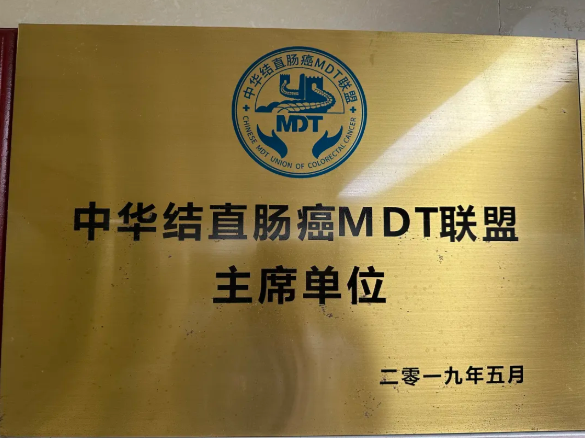 中华结直肠癌MDT联盟
MDT
CHINESE MDT UNION OF COLORECTAL CANCER
中华结直肠癌MDT联盟
主席单位
二零一九年五月